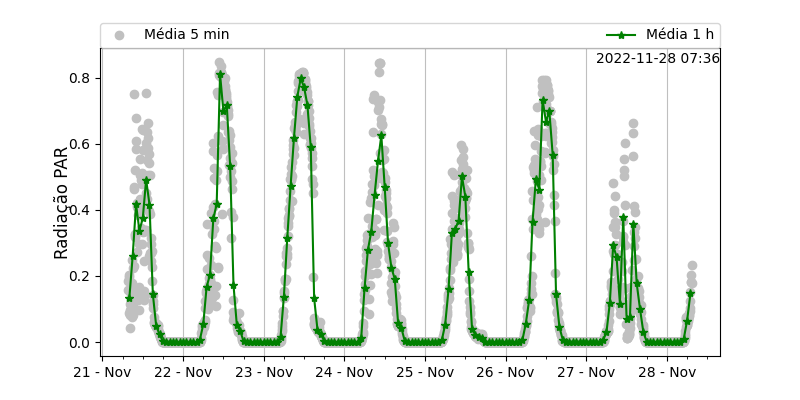 Média 5 min
Média 1 h
2022-11-28 07:36
Radiação PAR
0.8
0.6
0.4
0.2
0.0
21 - Nov
22 - Nov
23 - Nov
24 - Nov
25 - Nov
26 - Nov
27 - Nov
28 - Nov